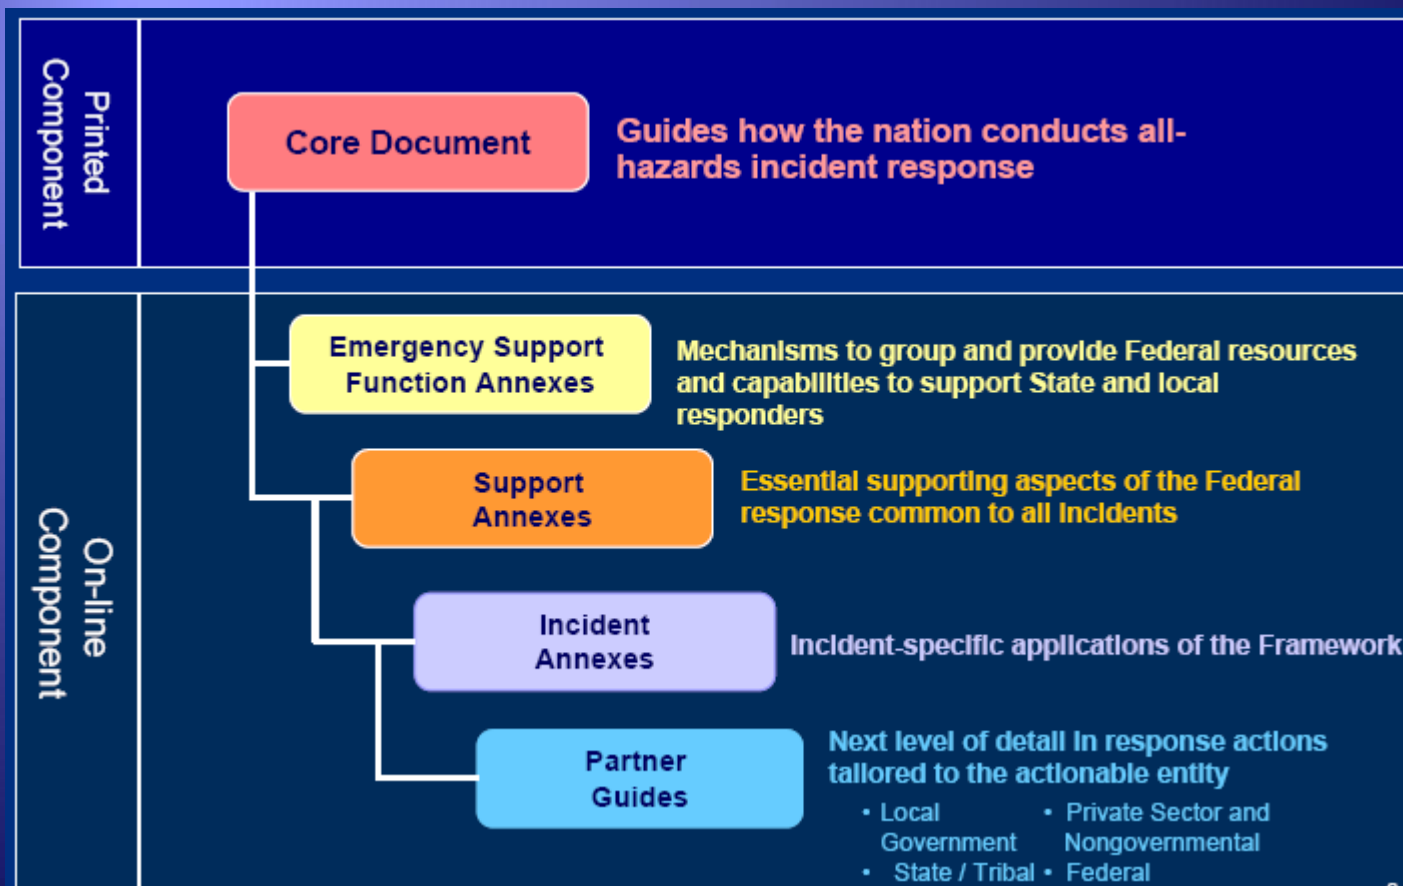 Printed
Component
Core Document
Guides how the nation conducts all-
hazards incident response
On-line
Component
Emergency Support
Function Annexes
Mechanisms to group and provide Federal resources
and capabilities to support State and local
responders
Support
Annexes
Essential supporting aspects of the Federal
response common to all Incidents
Incident
Annexes
Incident-specific applications of the Framework
Partner
Guides
Next level of detail in response actions
tailored to the actionable entity
• Local
Government
• State / Tribal
• Private Sector and
Nongovernmental
• Federal